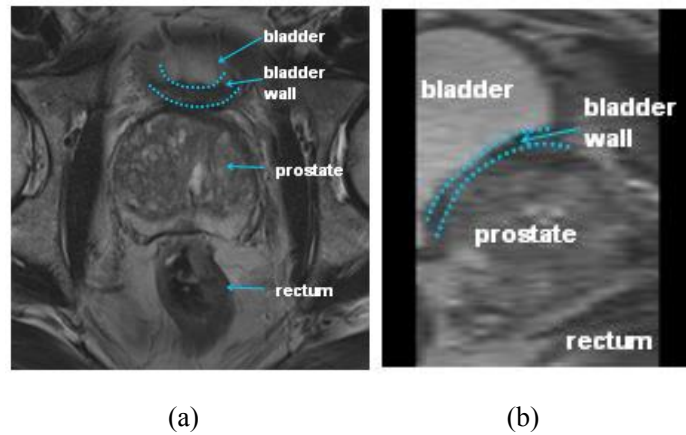 bladder
bladder
wall
prostate
rectum
bladder
bladder
wall
prostate
rectum
(a)
(b)